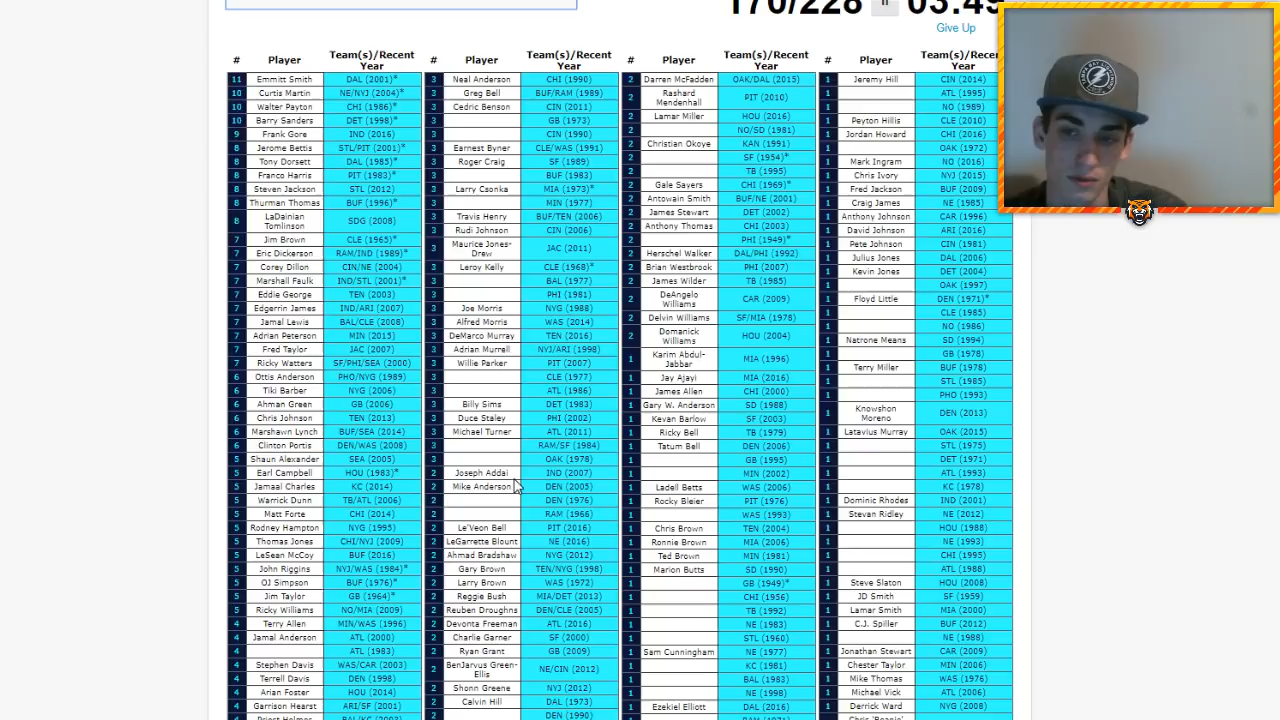 170/228 03:49
Give Up
# Player Team(s)/Recent Year # Player Team(s)/Recent Year # Player Team(s)/Recent Year # Player Team(s)/Recent Year
11 Emmitt Smith DAL (2001)*
10 Curtis Martin NE/NYJ (2004)*
10 Walter Payton CHI (1986)*
10 Barry Sanders DET (1998)*
9 Frank Gore IND (2016)
8 Jerome Bettis STL/PIT (2001)*
8 Tony Dorsett DAL (1985)*
8 Franco Harris PIT (1983)*
8 Steven Jackson STL (2012)
8 Thurman Thomas BUF (1996)*
8 LaDainian Tomlinson SDG (2008)
7 Jim Brown CLE (1965)*
7 Eric Dickerson RAM/IND (1989)*
7 Corey Dillon CIN/NE (2004)
7 Marshall Faulk IND/STL (2001)*
7 Eddie George TEN (2003)
7 Edgerrin James IND/ARI (2007)
7 Jamal Lewis BAL/CLE (2008)
7 Adrian Peterson MIN (2015)
7 Fred Taylor JAC (2007)
7 Ricky Watters SF/PHI/SEA (2000)
6 Ottis Anderson PHO/NYG (1989)
6 Tiki Barber NYG (2006)
6 Ahman Green GB (2006)
6 Chris Johnson TEN (2013)
6 Marshawn Lynch BUF/SEA (2014)
6 Clinton Portis DEN/WAS (2008)
5 Shaun Alexander SEA (2005)
5 Earl Campbell HOU (1983)*
5 Jamaal Charles KC (2014)
5 Warrick Dunn TB/ATL (2006)
5 Matt Forte CHI (2014)
5 Rodney Hampton NYG (1995)
5 Thomas Jones CHI/NYJ (2009)
5 LeSean McCoy BUF (2016)
5 John Riggins NYJ/WAS (1984)*
5 OJ Simpson BUF (1976)*
5 Jim Taylor GB (1964)*
5 Ricky Williams NO/MIA (2009)
4 Terry Allen MIN/WAS (1996)
4 Jamal Anderson ATL (2000)
4 ATL (1983)
4 Stephen Davis WAS/CAR (2003)
4 Terrell Davis DEN (1998)
4 Arian Foster HOU (2014)
4 Garrison Hearst ARI/SF (2001)
4 Priest Holmes BAL/KC (2003)
3 Neal Anderson CHI (1990)
3 Greg Bell BUF/RAM (1989)
3 Cedric Benson CIN (2011)
3 GB (1973)
3 CIN (1990)
3 Earnest Byner CLE/WAS (1991)
3 Roger Craig SF (1989)
3 BUF (1983)
3 Larry Csonka MIA (1973)*
3 MIN (1977)
3 Travis Henry BUF/TEN (2006)
3 Rudi Johnson CIN (2006)
3 Maurice Jones-Drew JAC (2011)
3 Leroy Kelly CLE (1968)*
3 BAL (1977)
3 PHI (1981)
3 Joe Morris NYG (1988)
3 Alfred Morris WAS (2014)
3 DeMarco Murray TEN (2016)
3 Adrian Murrell NYJ/ARI (1998)
3 Willie Parker PIT (2007)
3 CLE (1977)
3 ATL (1986)
3 Billy Sims DET (1983)
3 Duce Staley PHI (2002)
3 Michael Turner ATL (2011)
3 RAM/SF (1984)
3 OAK (1978)
2 Joseph Addai IND (2007)
2 Mike Anderson DEN (2005)
2 DEN (1976)
2 RAM (1966)
2 Le'Veon Bell PIT (2016)
2 LeGarrette Blount NE (2016)
2 Ahmad Bradshaw NYG (2012)
2 Gary Brown TEN/NYG (1998)
2 Larry Brown WAS (1972)
2 Reggie Bush MIA/DET (2013)
2 Reuben Droughns DEN/CLE (2005)
2 Devonta Freeman ATL (2016)
2 Charlie Garner SF (2000)
2 Ryan Grant GB (2009)
2 BenJarvus Green-Ellis NE/CIN (2012)
2 Shonn Greene NYJ (2012)
2 Calvin Hill DAL (1973)
2 DEN (1990)
2 Darren McFadden OAK/DAL (2015)
2 Rashard Mendenhall PIT (2010)
2 Lamar Miller HOU (2016)
2 NO/SD (1981)
2 Christian Okoye KAN (1991)
2 SF (1954)*
2 TB (1995)
2 Gale Sayers CHI (1969)*
2 Antowain Smith BUF/NE (2001)
2 James Stewart DET (2002)
2 Anthony Thomas CHI (2003)
2 PHI (1949)*
2 Herschel Walker DAL/PHI (1992)
2 Brian Westbrook PHI (2007)
2 James Wilder TB (1985)
2 DeAngelo Williams CAR (2009)
2 Delvin Williams SF/MIA (1978)
2 Domanick Williams HOU (2004)
1 Karim Abdul-Jabbar MIA (1996)
1 Jay Ajayi MIA (2016)
1 James Allen CHI (2000)
1 Gary W. Anderson SD (1988)
1 Kevan Barlow SF (2003)
1 Ricky Bell TB (1979)
1 Tatum Bell DEN (2006)
1 GB (1995)
1 MIN (2002)
1 Ladell Betts WAS (2006)
1 Rocky Bleier PIT (1976)
1 WAS (1993)
1 Chris Brown TEN (2004)
1 Ronnie Brown MIA (2006)
1 Ted Brown MIN (1981)
1 Marion Butts SD (1990)
1 GB (1949)*
1 CHI (1956)
1 TB (1992)
1 NE (1983)
1 STL (1960)
1 Sam Cunningham NE (1977)
1 KC (1981)
1 BAL (1983)
1 NE (1998)
1 Ezekiel Elliott DAL (2016)
1 RAM (1971)
1 Jeremy Hill CIN (2014)
1 ATL (1995)
1 NO (1989)
1 Peyton Hillis CLE (2010)
1 Jordan Howard CHI (2016)
1 OAK (1972)
1 Mark Ingram NO (2016)
1 Chris Ivory NYJ (2015)
1 Fred Jackson BUF (2009)
1 Craig James NE (1985)
1 Anthony Johnson CAR (1996)
1 David Johnson ARI (2016)
1 Pete Johnson CIN (1981)
1 Julius Jones DAL (2006)
1 Kevin Jones DET (2004)
1 OAK (1997)
1 Floyd Little DEN (1971)*
1 CLE (1985)
1 NO (1986)
1 Natrone Means SD (1994)
1 GB (1978)
1 Terry Miller BUF (1978)
1 STL (1985)
1 PHO (1993)
1 Knowshon Moreno DEN (2013)
1 Latavius Murray OAK (2015)
1 STL (1975)
1 DET (1971)
1 ATL (1993)
1 KC (1978)
1 Dominic Rhodes IND (2001)
1 Stevan Ridley NE (2012)
1 HOU (1988)
1 NE (1993)
1 CHI (1995)
1 ATL (1988)
1 Steve Slaton HOU (2008)
1 JD Smith SF (1959)
1 Lamar Smith MIA (2000)
1 C.J. Spiller BUF (2012)
1 NE (1988)
1 Jonathan Stewart CAR (2009)
1 Chester Taylor MIN (2006)
1 Mike Thomas WAS (1976)
1 Michael Vick ATL (2006)
1 Derrick Ward NYG (2008)
Chris 'Beanie'